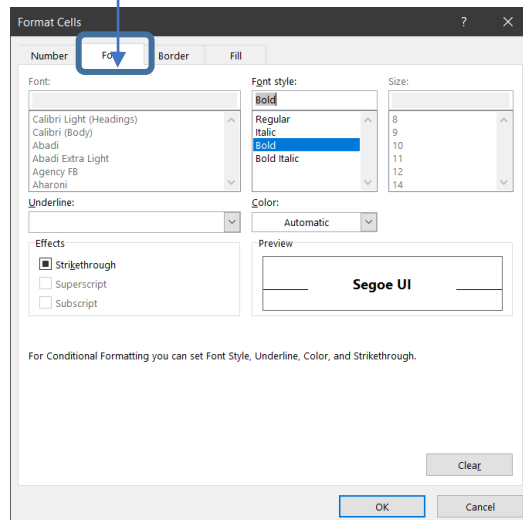 Format Cells ? ×
Number Fo Border Fill
Font: Font style: Size:
Bold
Calibri Light (Headings) Regular 8
Calibri (Body) Italic 9
Abadi Bold 10
Abadi Extra Light Bold Italic 11
Agency FB 12
Aharoni 14
Underline: Color:
Automatic
Effects Preview
Strikethrough
Superscript Segoe UI
Subscript
For Conditional Formatting you can set Font Style, Underline, Color, and Strikethrough.
Clear
OK Cancel